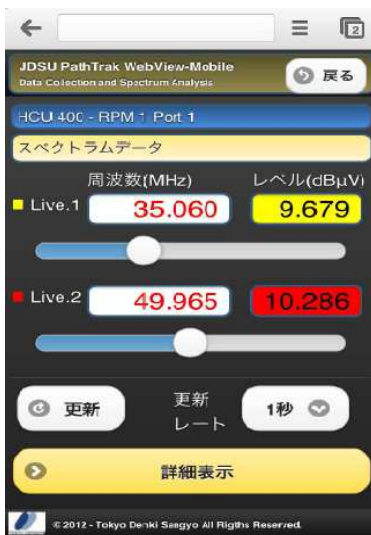 2
JDSU PathTrak WebView-Mobile
Data Collection and Spectrum Analysis
戻る
HCU 400 - RPM 1 Port 1
スペクトラムデータ
周波数(MHz) レベル(dBµV)
Live.1 35.060 9.679
Live.2 49.965 10.286
更新 更新レート 1秒
詳細表示
© 2012 - Tokyo Denki Sangyo All Rigths Reserved.